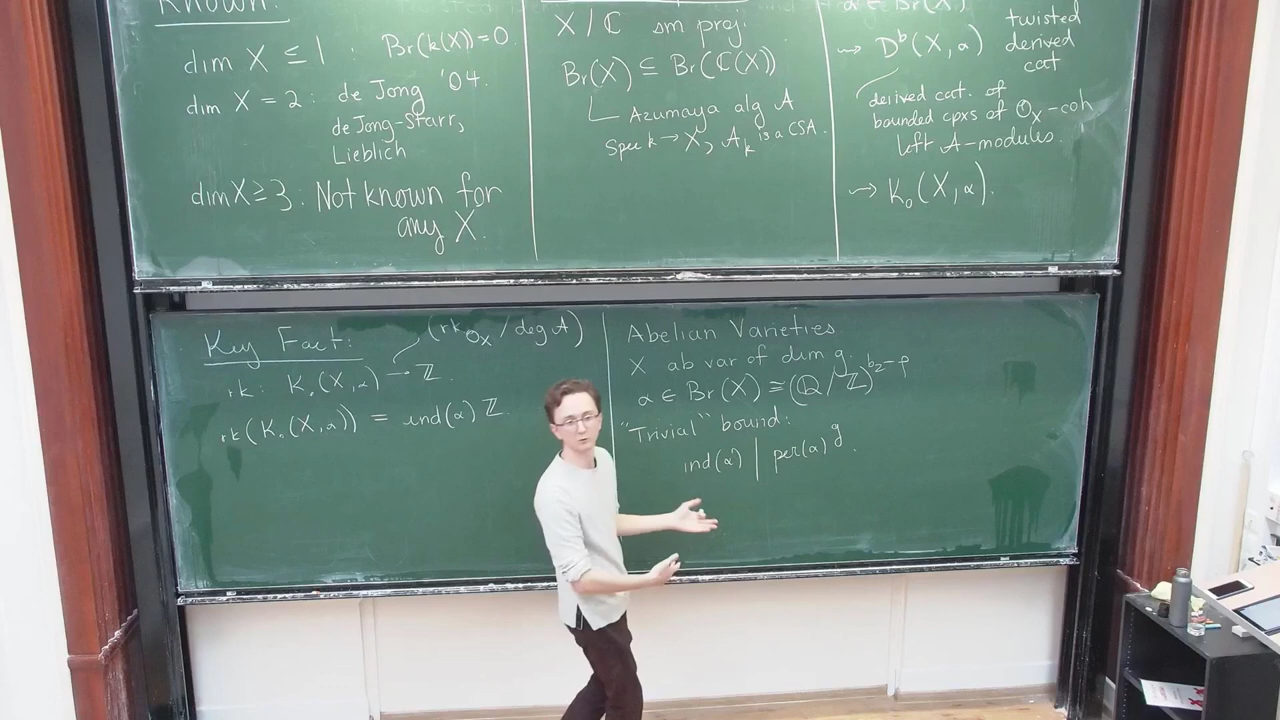 Known:
dim X ≤ 1 : Br(k(X)) = 0
dim X = 2 : de Jong '04.
de Jong-Starr,
Lieblich
dim X ≥ 3 : Not known for
any X.
X / ℂ sm proj.
Br(X) ⊆ Br(ℂ(X))
Azumaya alg A
Spec k → X, A_k is a CSA.
α ∈ Br(X).
⇝ D^b(X, α) twisted
derived
cat
derived cat. of
bounded cpxs of O_X-coh
left A-modules.
⇝ K_0(X, α).
Key Fact:
(rk_{O_X} / deg A)
rk : K_0(X, α) → ℤ.
rk(K_0(X, α)) = ind(α) ℤ.
Abelian Varieties
X ab var of dim g.
α ∈ Br(X) ≅ (ℚ/ℤ)^{b_2-ρ}
"Trivial" bound:
ind(α) | per(α)^g.